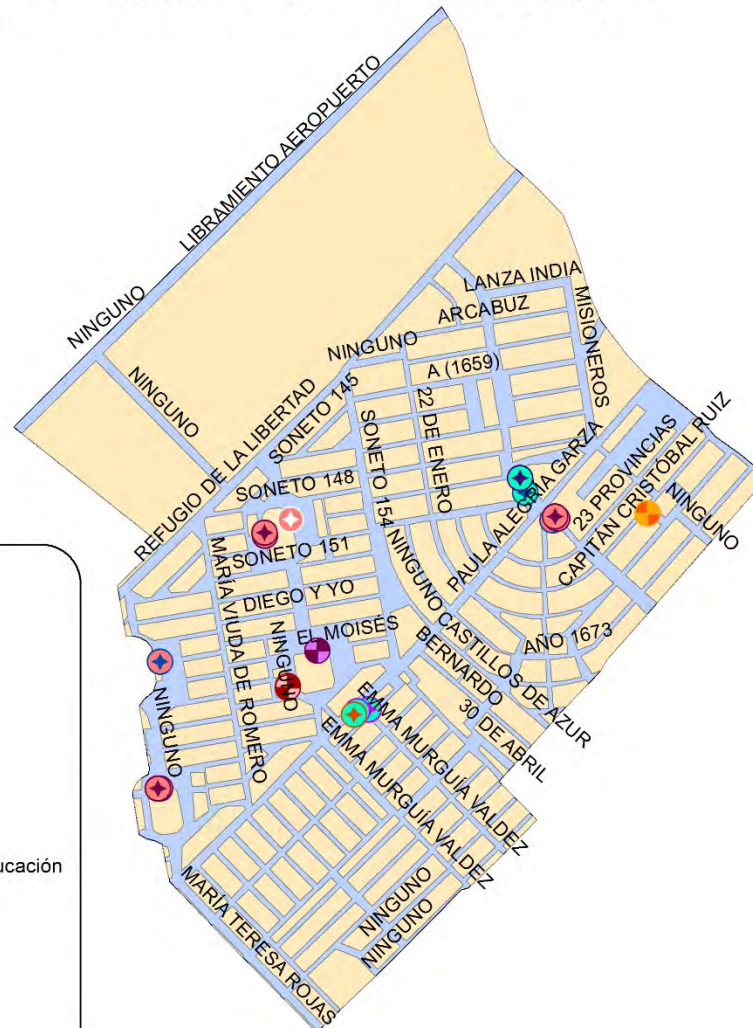 LIBRAMIENTO AEROPUERTO
NINGUNO
NINGUNO
LANZA INDIA
ARCABUZ
MISIONEROS
NINGUNO
A (1659)
22 DE ENERO
SONETO 145
REFUGIO DE LA LIBERTAD
SONETO 148
SONETO 154
PAULA ALEGRÍA GARZA
23 PROVINCIAS
CAPITÁN CRISTÓBAL RUIZ
NINGUNO
SONETO 151
MARÍA VIUDA DE ROMERO
DIEGO Y YO
NINGUNO
EL MOISÉS
NINGUNO
CASTILLOS DE AZUR
AÑO 1673
BERNARDO
30 DE ABRIL
NINGUNO
EMMA MURGUÍA VALDEZ
EMMA MURGUÍA VALDEZ
ucación
MARÍA TERESA ROJAS
NINGUNO
NINGUNO